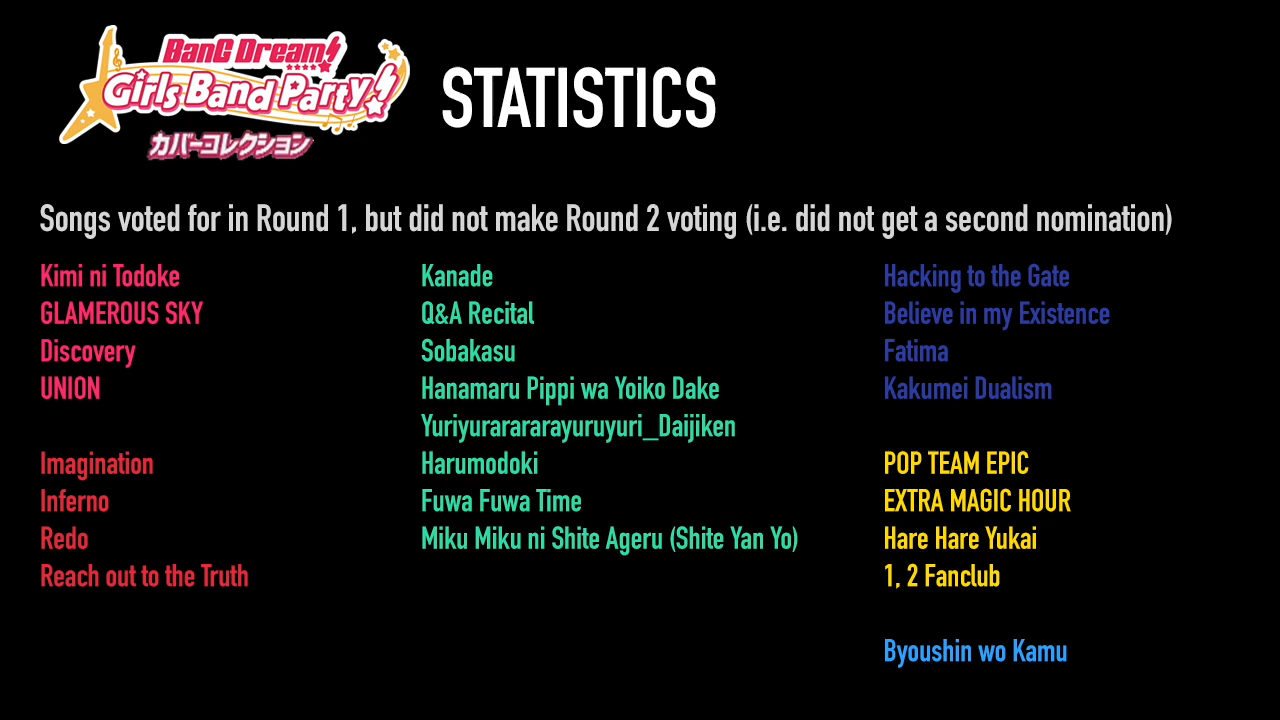 BanG Dream!
Girls Band Party!
カバーコレクション
STATISTICS
Songs voted for in Round 1, but did not make Round 2 voting (i.e. did not get a second nomination)
Kimi ni Todoke
GLAMEROUS SKY
Discovery
UNION
Imagination
Inferno
Redo
Reach out to the Truth
Kanade
Q&A Recital
Sobakasu
Hanamaru Pippi wa Yoiko Dake
Yuriyurarararayuruyuri_Daijiken
Harumodoki
Fuwa Fuwa Time
Miku Miku ni Shite Ageru (Shite Yan Yo)
Hacking to the Gate
Believe in my Existence
Fatima
Kakumei Dualism
POP TEAM EPIC
EXTRA MAGIC HOUR
Hare Hare Yukai
1, 2 Fanclub
Byoushin wo Kamu